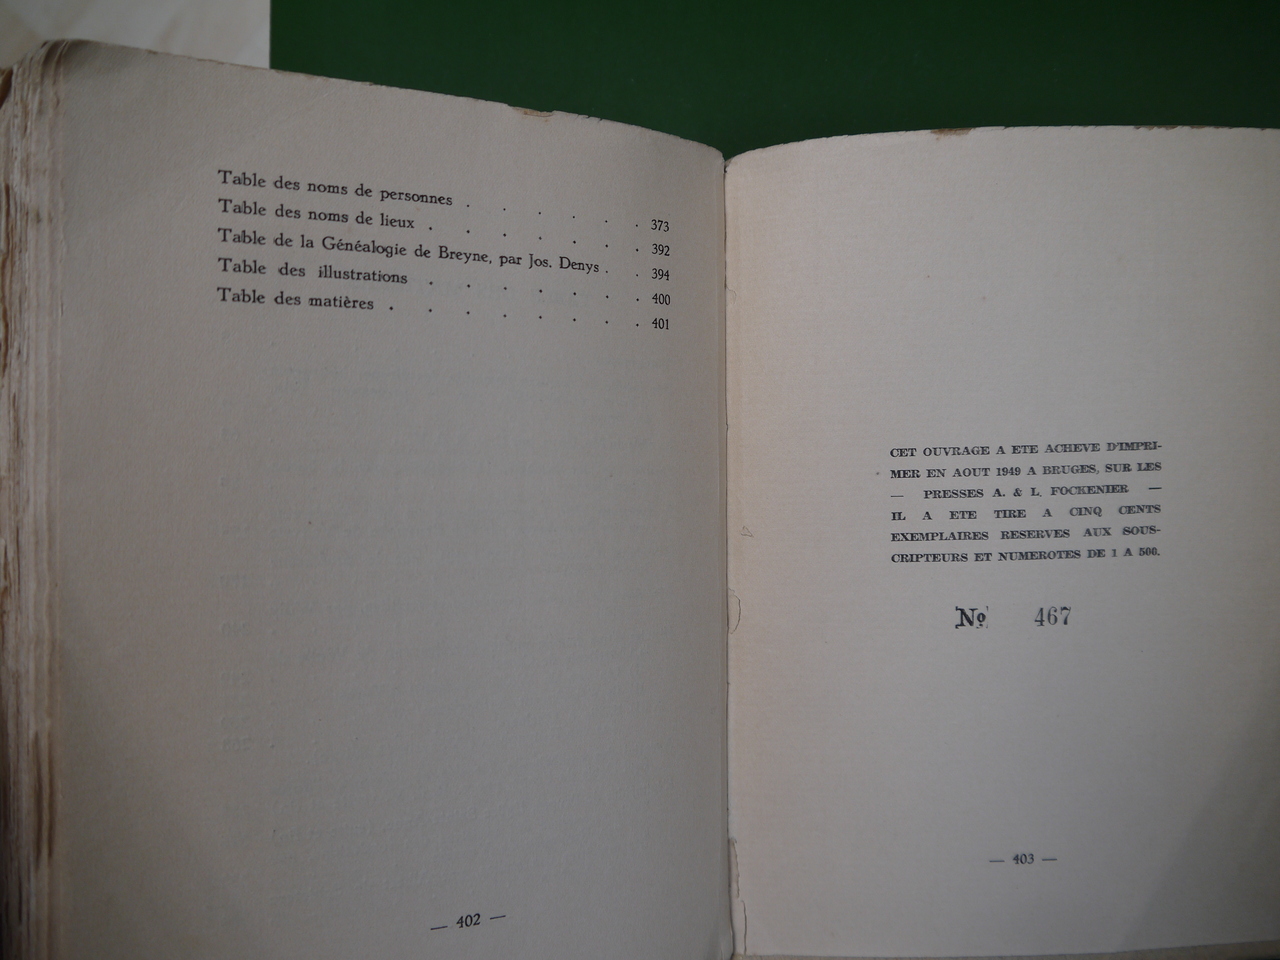 Table des noms de personnes . . . . . . 373
Table des noms de lieux . . . . . . . 392
Table de la Généalogie de Breyne, par Jos. Denys . . 394
Table des illustrations . . . . . . . 400
Table des matières . . . . . . . 401
— 402 —
CET OUVRAGE A ETE ACHEVE D'IMPRI-
MER EN AOUT 1949 A BRUGES, SUR LES
— PRESSES A. & L. FOCKENIER —
IL A ETE TIRE A CINQ CENTS
EXEMPLAIRES RESERVES AUX SOUS-
CRIPTEURS ET NUMEROTES DE 1 A 500.
No 467
— 403 —